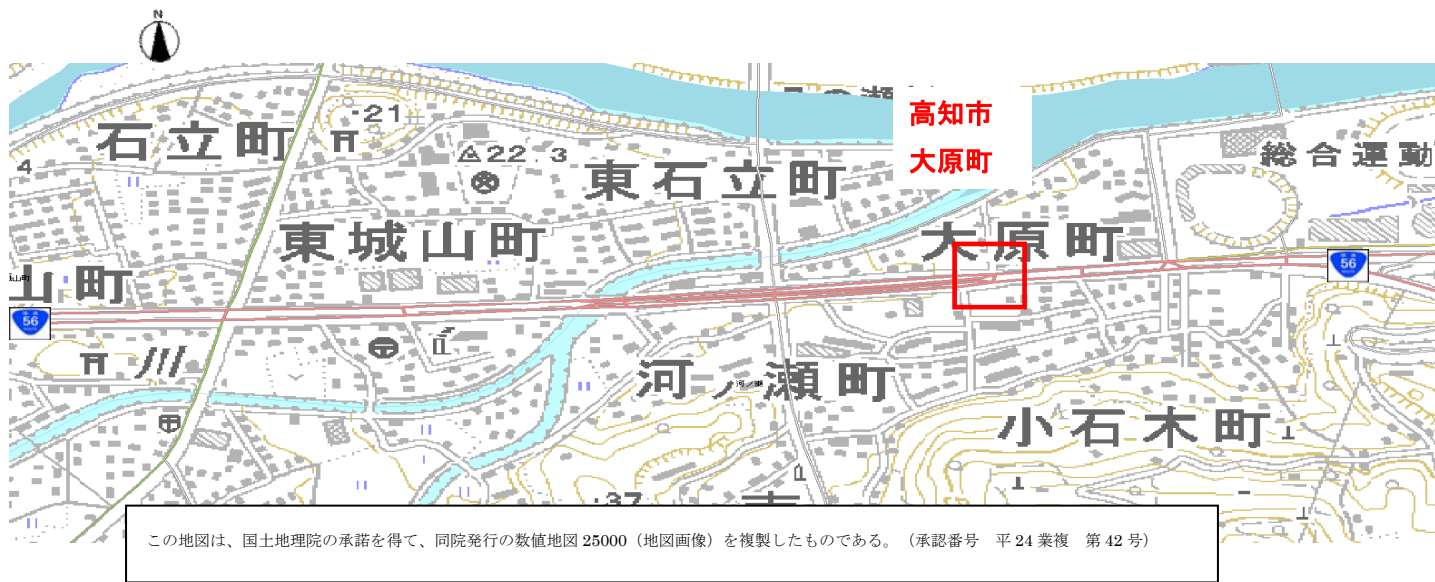 N
高知市
大原町
・21
石立町
22.3
4
東石立町
総合運動
大原町
東城山町
山町
56
56
河ノ瀬町
河ノ瀬
小石木町
・37
この地図は、国土地理院の承諾を得て、同院発行の数値地図 25000（地図画像）を複製したものである。（承認番号　平 24 業複　第 42 号）